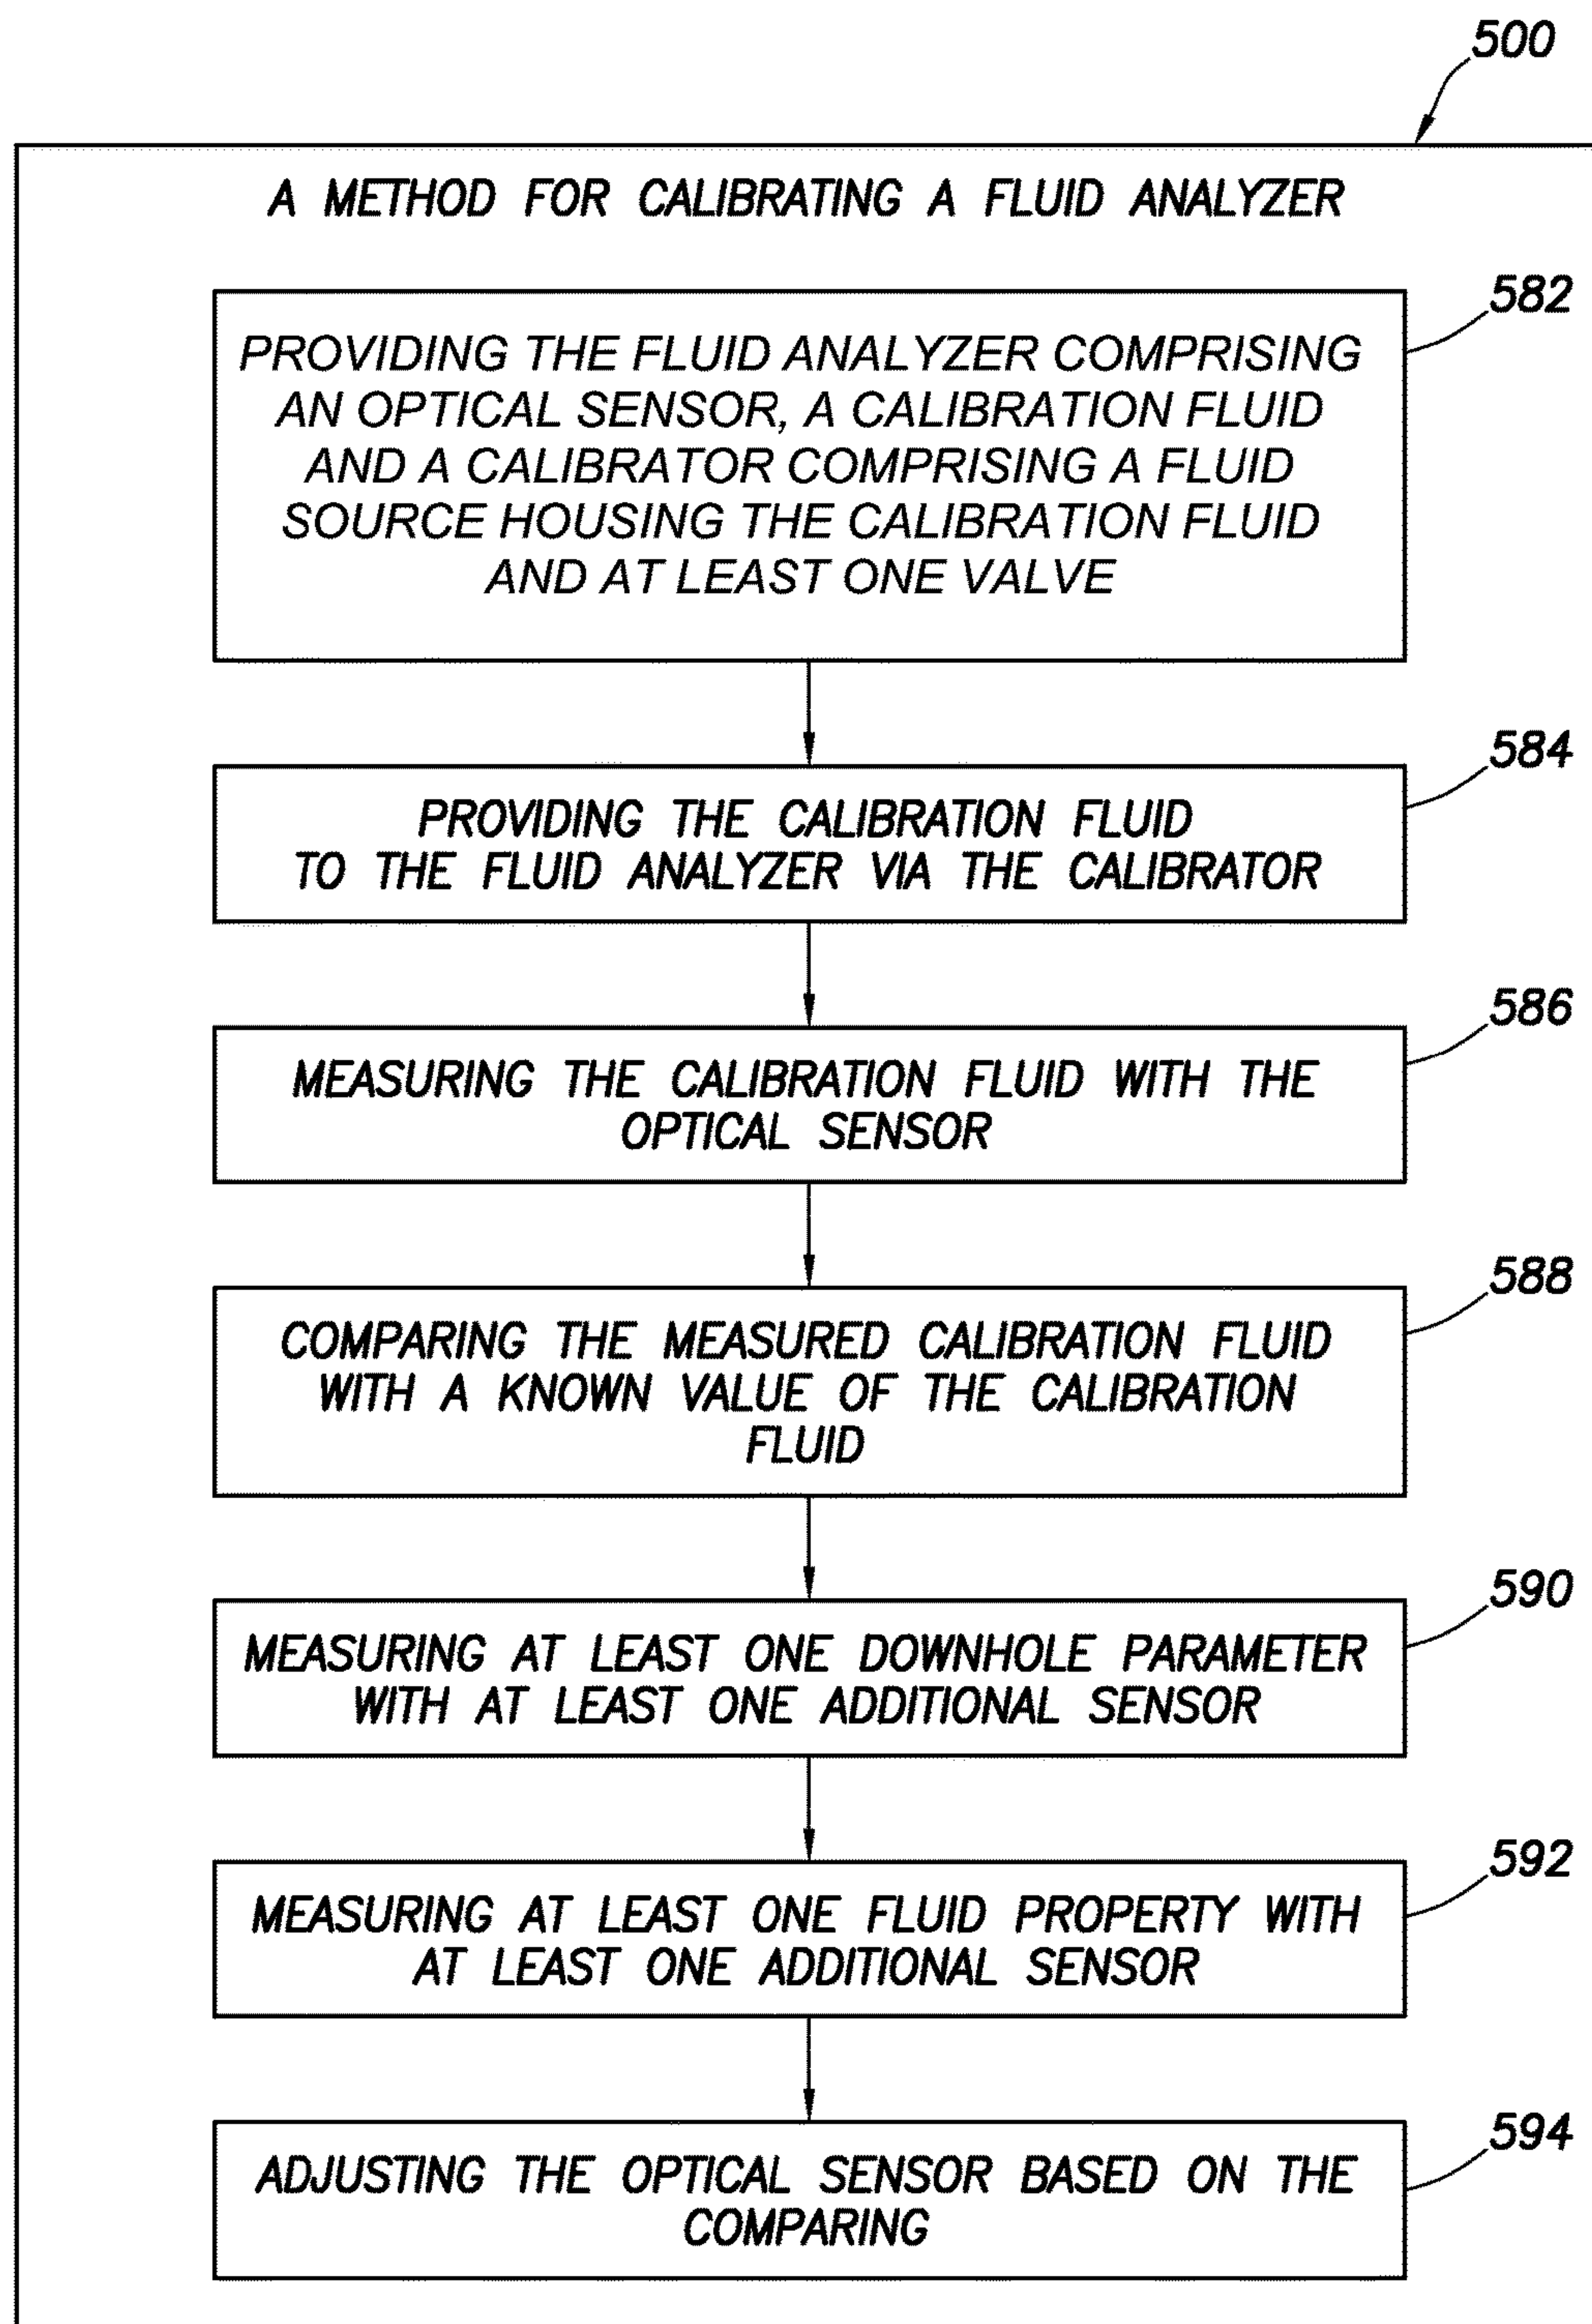 500
A METHOD FOR CALIBRATING A FLUID ANALYZER
582
PROVIDING THE FLUID ANALYZER COMPRISING
AN OPTICAL SENSOR, A CALIBRATION FLUID
AND A CALIBRATOR COMPRISING A FLUID
SOURCE HOUSING THE CALIBRATION FLUID
AND AT LEAST ONE VALVE
584
PROVIDING THE CALIBRATION FLUID
TO THE FLUID ANALYZER VIA THE CALIBRATOR
586
MEASURING THE CALIBRATION FLUID WITH THE
OPTICAL SENSOR
588
COMPARING THE MEASURED CALIBRATION FLUID
WITH A KNOWN VALUE OF THE CALIBRATION
FLUID
590
MEASURING AT LEAST ONE DOWNHOLE PARAMETER
WITH AT LEAST ONE ADDITIONAL SENSOR
592
MEASURING AT LEAST ONE FLUID PROPERTY WITH
AT LEAST ONE ADDITIONAL SENSOR
594
ADJUSTING THE OPTICAL SENSOR BASED ON THE
COMPARING